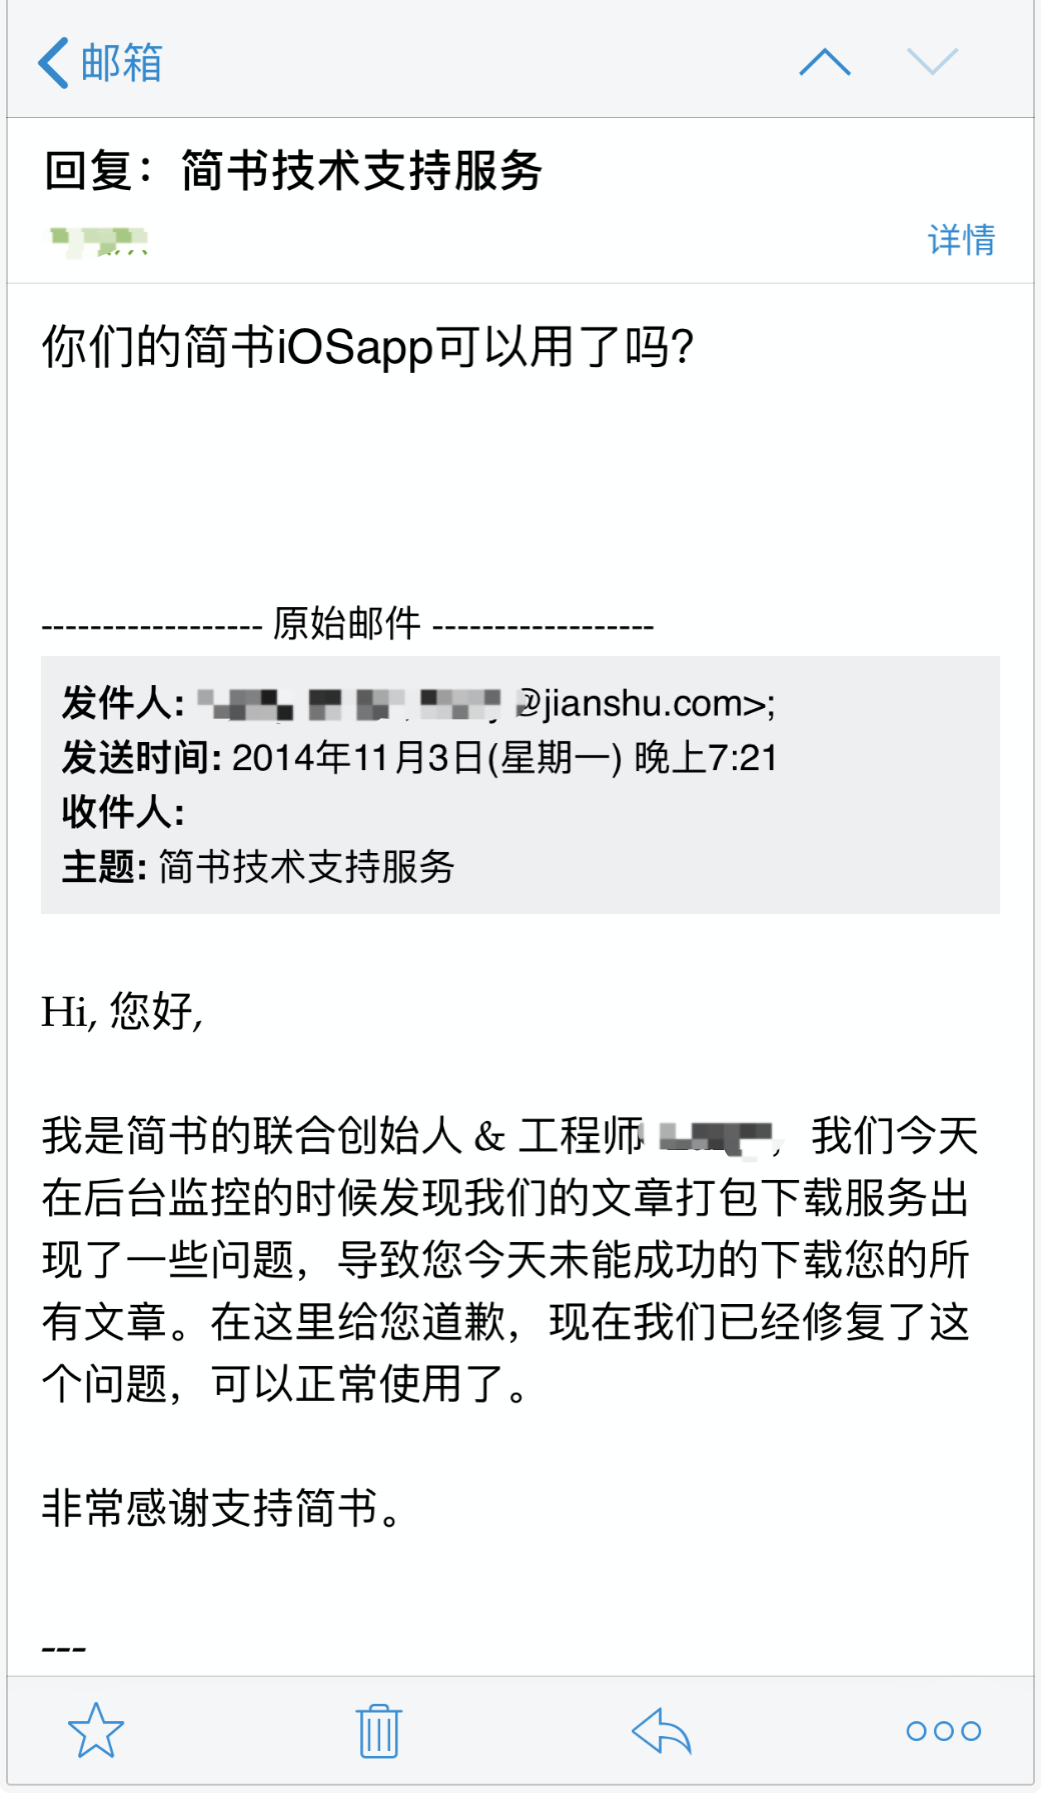 邮箱
回复：简书技术支持服务
详情
你们的简书iOSapp可以用了吗?
------------------ 原始邮件 ------------------
发件人: @jianshu.com>;
发送时间: 2014年11月3日(星期一) 晚上7:21
收件人:
主题: 简书技术支持服务
Hi, 您好,
我是简书的联合创始人 & 工程师 ，我们今天
在后台监控的时候发现我们的文章打包下载服务出
现了一些问题，导致您今天未能成功的下载您的所
有文章。在这里给您道歉，现在我们已经修复了这
个问题，可以正常使用了。
非常感谢支持简书。
---